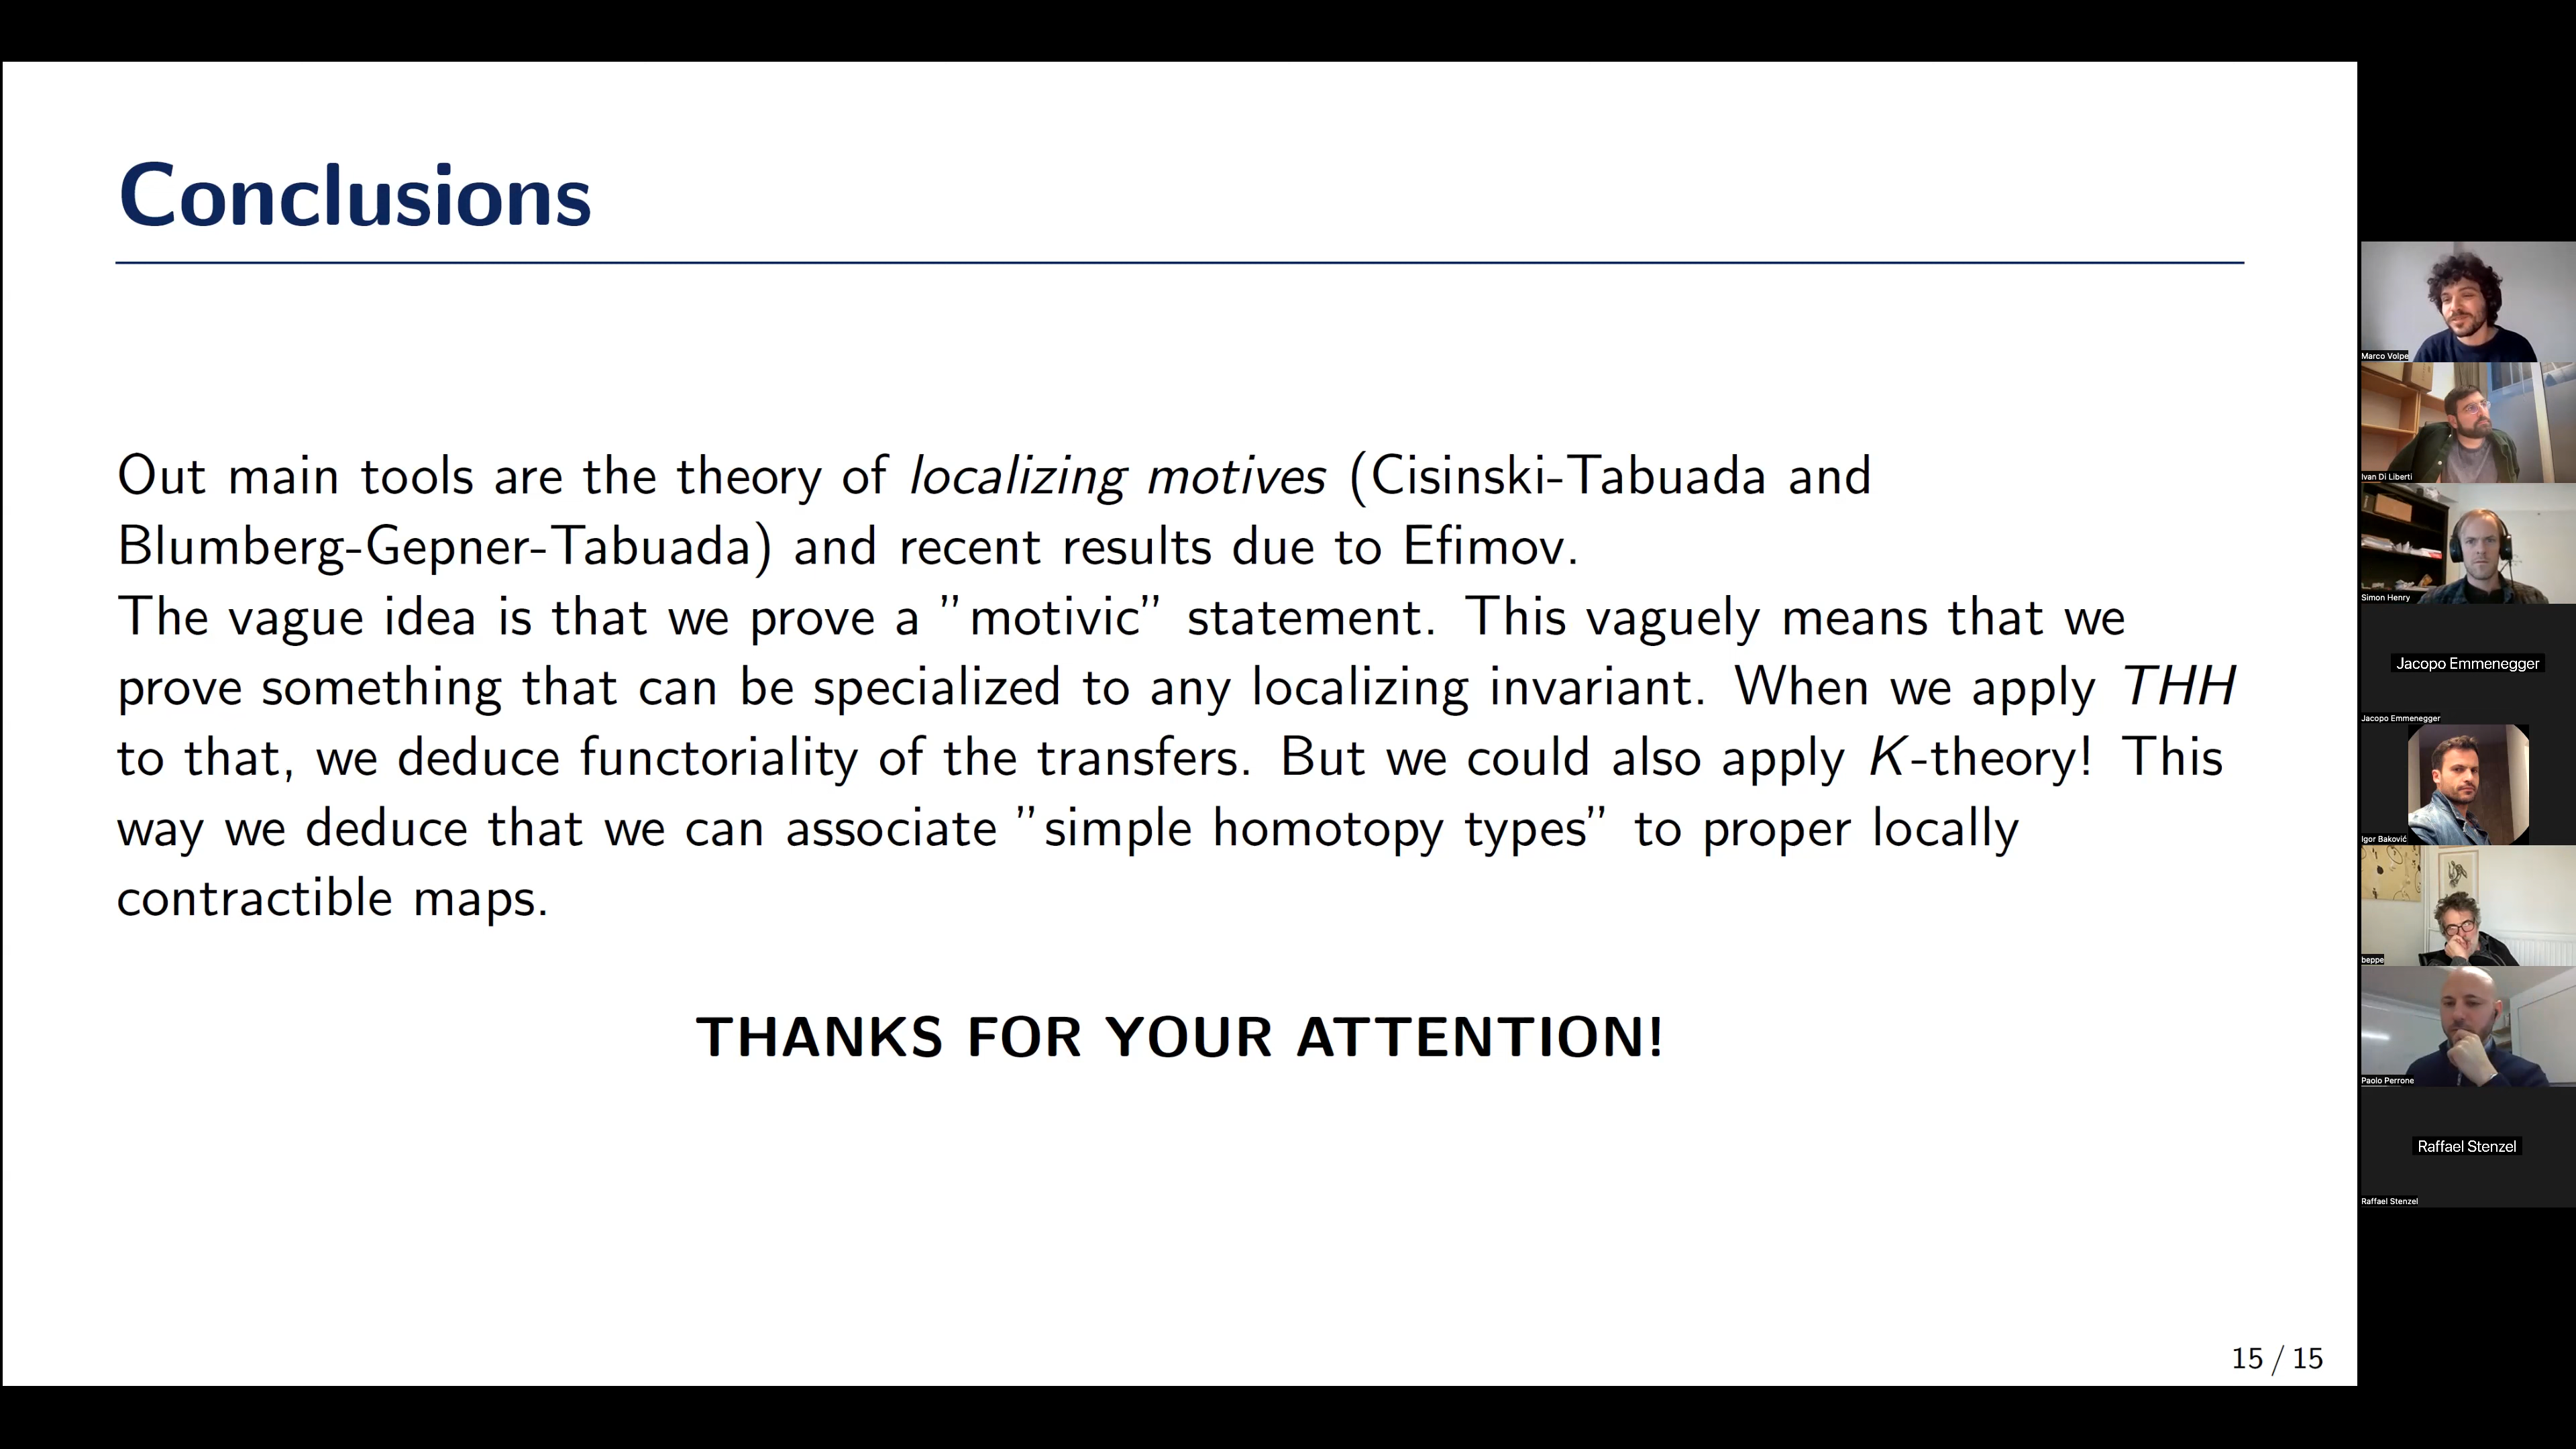 Conclusions
Out main tools are the theory of localizing motives (Cisinski-Tabuada and
Blumberg-Gepner-Tabuada) and recent results due to Efimov.
The vague idea is that we prove a ”motivic” statement. This vaguely means that we
prove something that can be specialized to any localizing invariant. When we apply THH
to that, we deduce functoriality of the transfers. But we could also apply K-theory! This
way we deduce that we can associate ”simple homotopy types” to proper locally
contractible maps.
THANKS FOR YOUR ATTENTION!
15 / 15
Marco Volpe
Ivan Di Liberti
Simon Henry
Jacopo Emmenegger
Jacopo Emmenegger
Igor Baković
beppe
Paolo Perrone
Raffael Stenzel
Raffael Stenzel